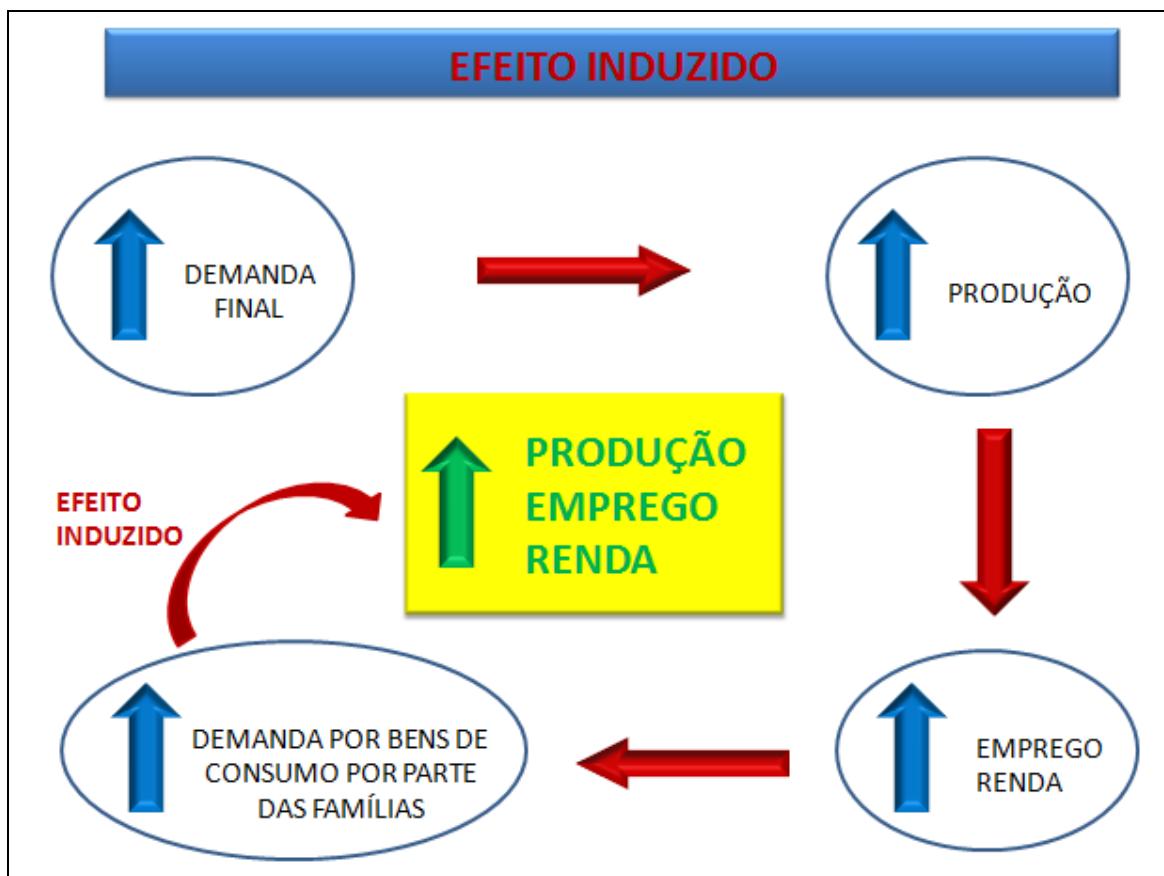 EFEITO INDUZIDO
DEMANDA
FINAL
PRODUÇÃO
PRODUÇÃO
EMPREGO
RENDA
EFEITO
INDUZIDO
DEMANDA POR BENS DE
CONSUMO POR PARTE
DAS FAMÍLIAS
EMPREGO
RENDA